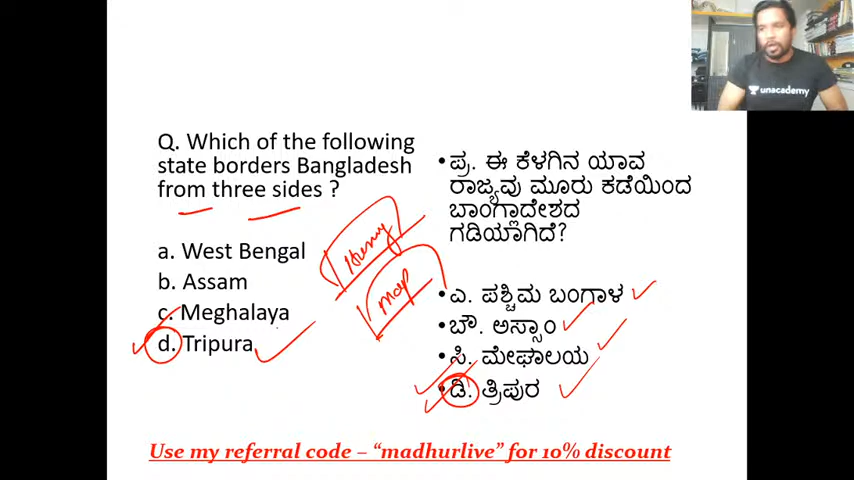 unacademy
Q. Which of the following
state borders Bangladesh
from three sides ?
a. West Bengal
b. Assam
c. Meghalaya
d. Tripura
map
•ಪ್ರ. ಈ ಕೆಳಗಿನ ಯಾವ
ರಾಜ್ಯವು ಮೂರು ಕಡೆಯಿಂದ
ಬಾಂಗ್ಲಾದೇಶದ
ಗಡಿಯಾಗಿದೆ?
•ಎ. ಪಶ್ಚಿಮ ಬಂಗಾಳ
•ಬೌ. ಅಸ್ಸಾಂ
•ಸಿ. ಮೇಘಾಲಯ
•ಡಿ. ತ್ರಿಪುರ
Use my referral code – “madhurlive” for 10% discount